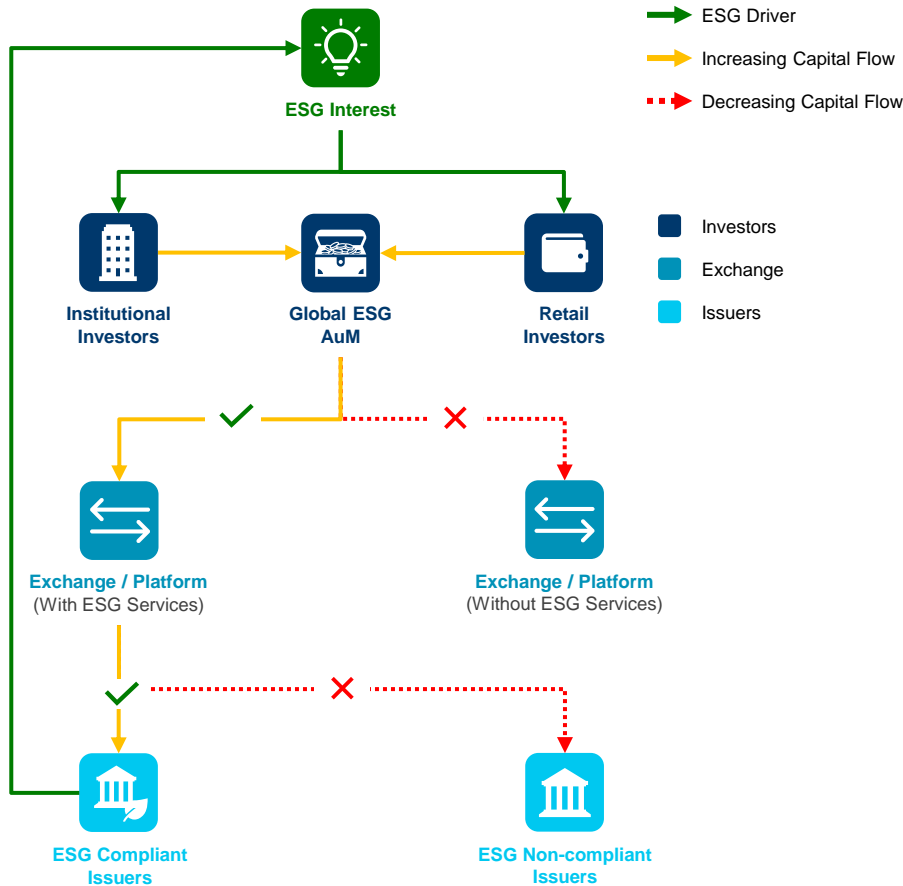 ESG Driver
Increasing Capital Flow
Decreasing Capital Flow
ESG Interest
Investors
Exchange
Issuers
Institutional
Investors
Global ESG
AuM
Retail
Investors
Exchange / Platform
(With ESG Services)
Exchange / Platform
(Without ESG Services)
ESG Compliant
Issuers
ESG Non-compliant
Issuers